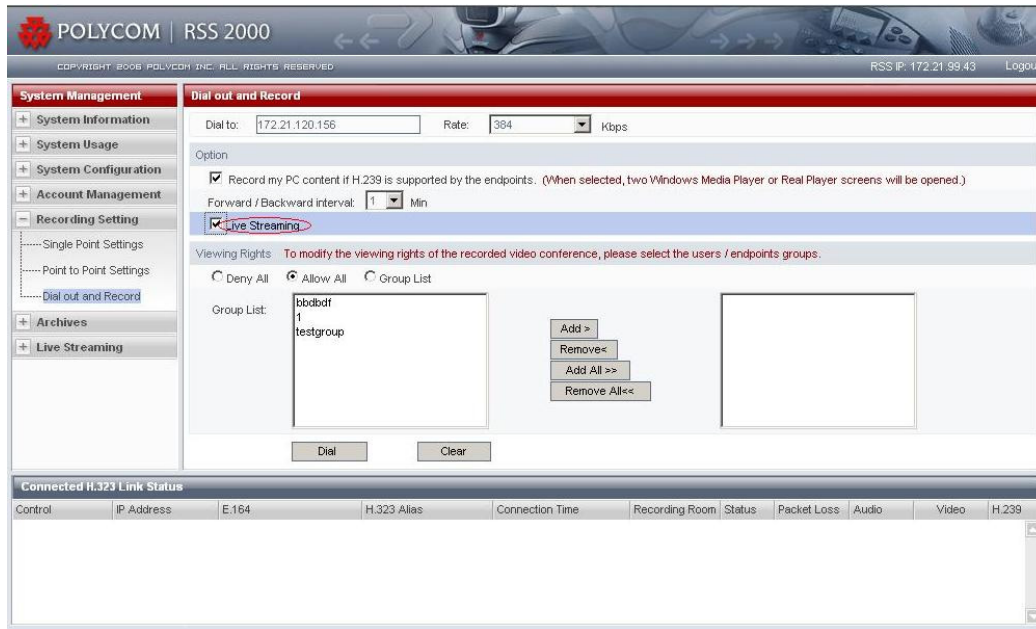 POLYCOM | RSS 2000
COPYRIGHT 2006 POLYCOM INC. ALL RIGHTS RESERVED
RSS IP: 172.21.99.43 Logou
System Management
Dial out and Record
+ System Information
+ System Usage
+ System Configuration
+ Account Management
- Recording Setting
Single Point Settings
Point to Point Settings
Dial out and Record
+ Archives
+ Live Streaming
Dial to: 172.21.120.156 Rate: 384 Kbps
Option
Record my PC content if H.239 is supported by the endpoints. (When selected, two Windows Media Player or Real Player screens will be opened.)
Forward / Backward interval: 1 Min
Live Streaming
Viewing Rights To modify the viewing rights of the recorded video conference, please select the users / endpoints groups.
Deny All Allow All Group List
Group List:
bbdbdf
1
testgroup
Add >
Remove<
Add All >>
Remove All<<
Dial Clear
Connected H.323 Link Status
Control IP Address E.164 H.323 Alias Connection Time Recording Room Status Packet Loss Audio Video H.239